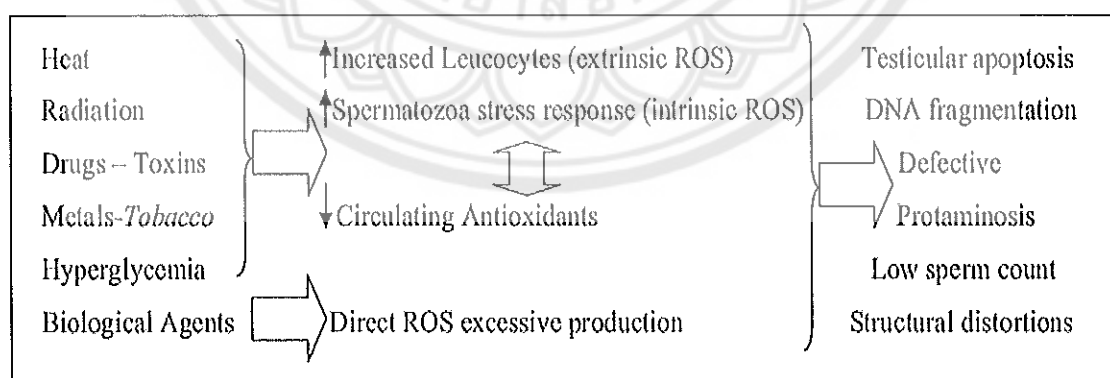 Heat
Radiation
Drugs – Toxins
Metals-Tobacco
Hyperglycemia
Biological Agents
Increased Leucocytes (extrinsic ROS)
Spermatozoa stress response (intrinsic ROS)
Circulating Antioxidants
Direct ROS excessive production
Testicular apoptosis
DNA fragmentation
Defective
Protaminosis
Low sperm count
Structural distortions